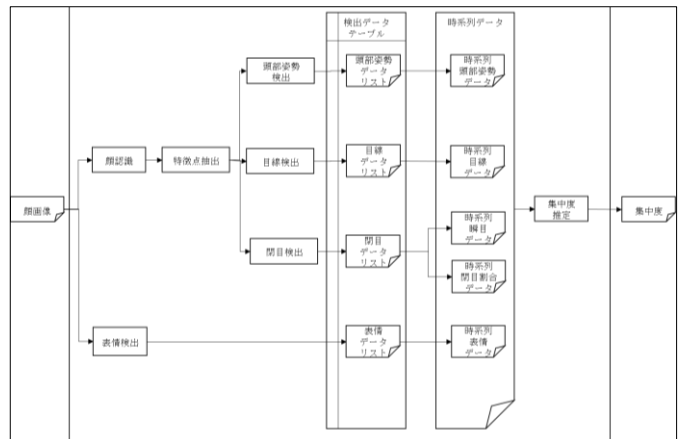 検出データ
テーブル
時系列データ
頭部姿勢
検出
頭部姿勢
データ
リスト
時系列
頭部姿勢
データ
顔認識
特徴点抽出
目線検出
目線
データ
リスト
時系列
目線
データ
顔画像
閉目検出
閉目
データ
リスト
時系列
瞬目
データ
時系列
閉目割合
データ
集中度
推定
集中度
表情検出
表情
データ
リスト
時系列
表情
データ